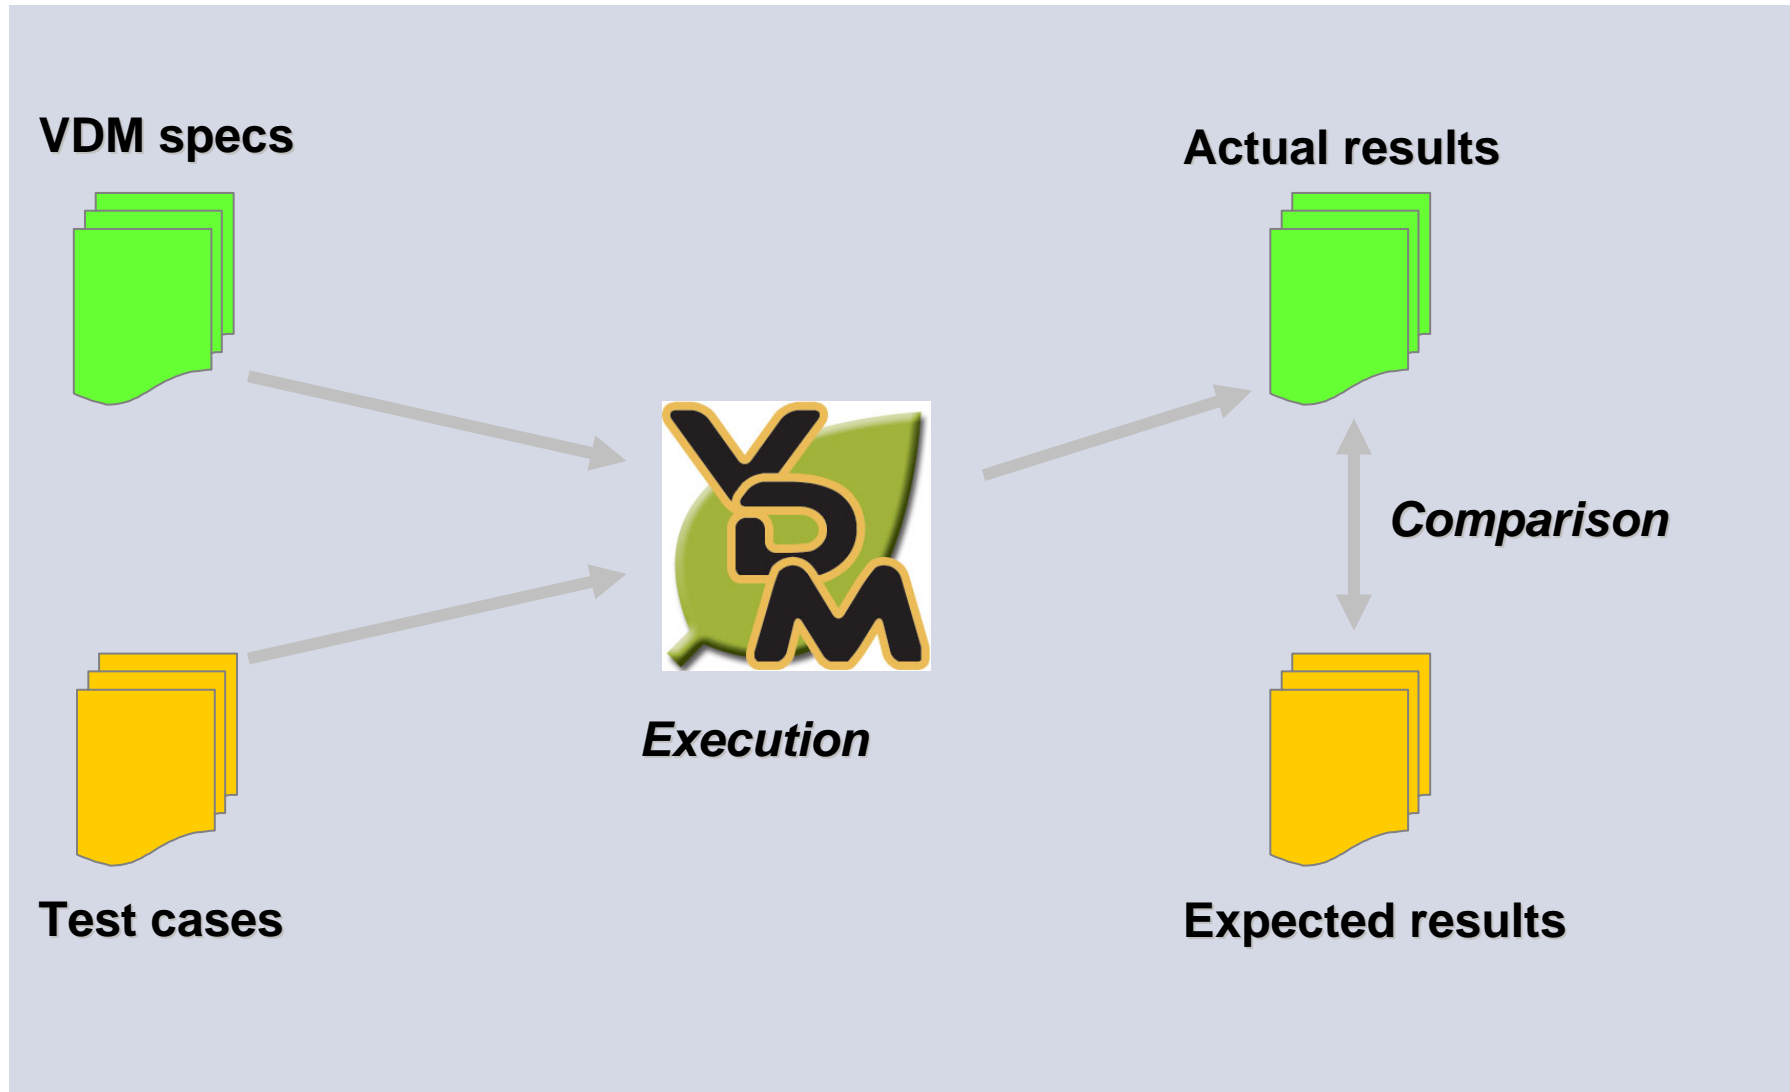 VDM specs
Actual results
VDM
Comparison
Execution
Test cases
Expected results